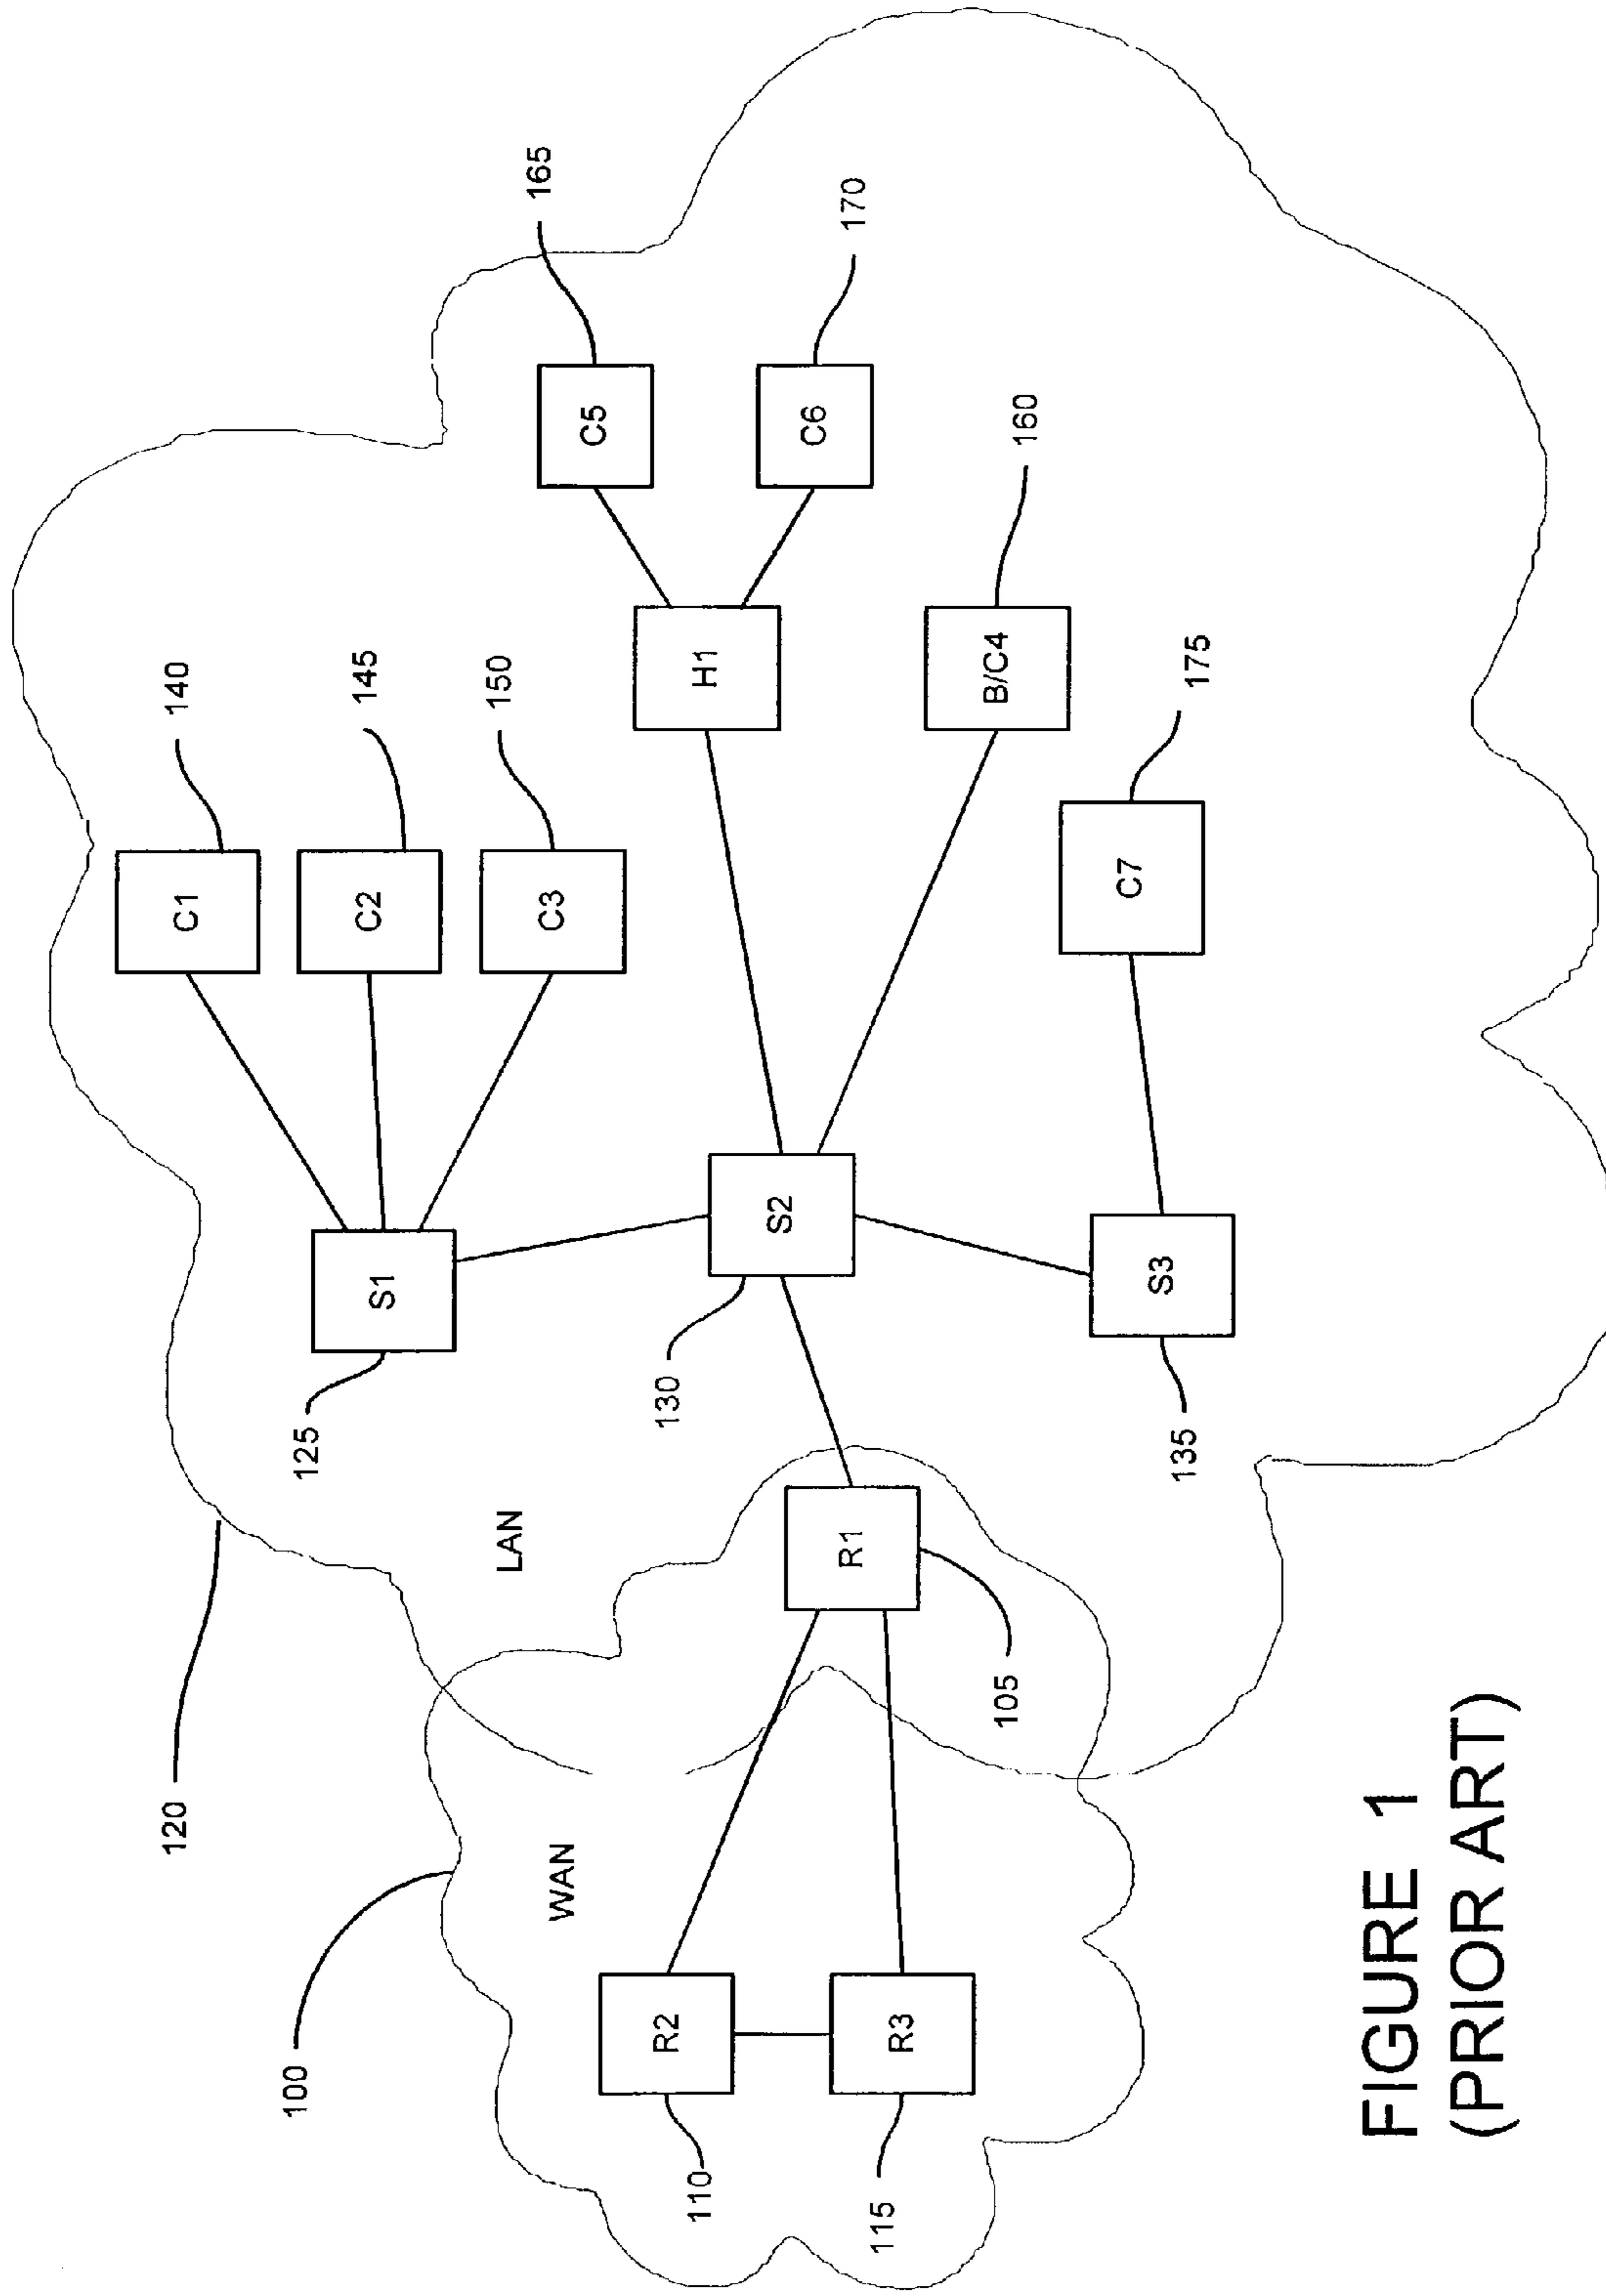 165
170
140
145
150
C5
C6
160
H1
B/C4
175
C1
C2
C3
C7
S1
S2
S3
125
130
135
LAN
R1
120
105
WAN
100
R2
R3
110
115
FIGURE 1
(PRIOR ART)